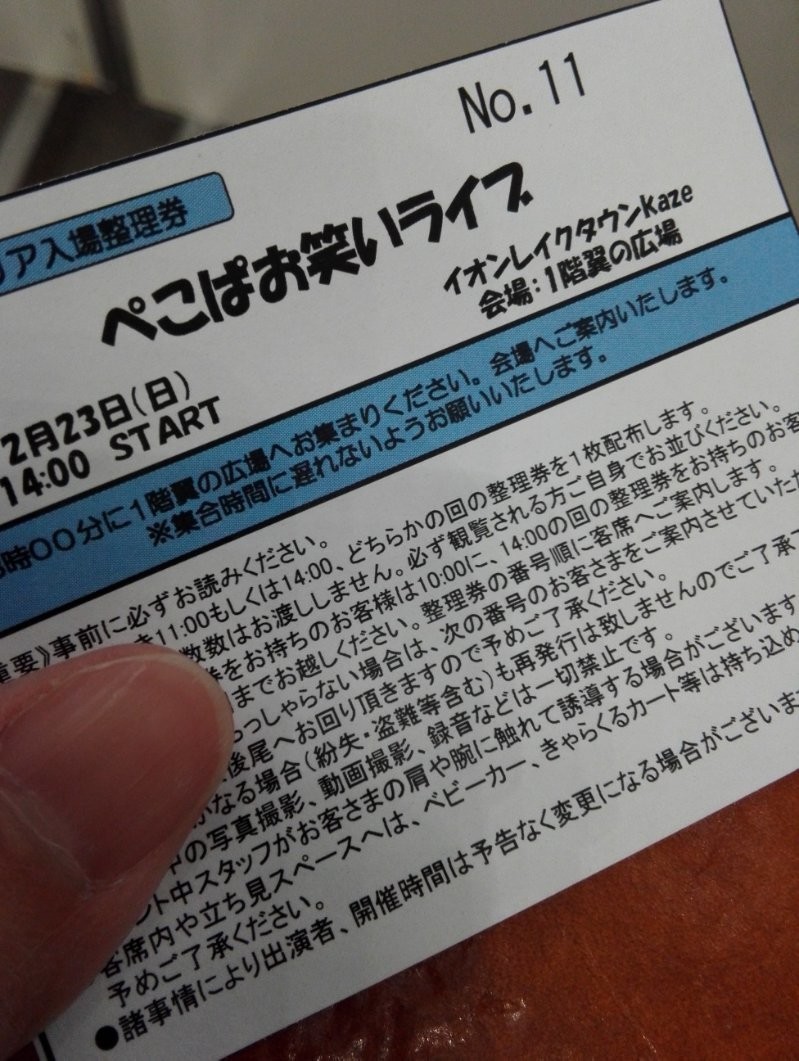 No.11
リア入場整理券
ぺこぱお笑いライブ
イオンレイクタウンkaze
会場:1階翼の広場
2月23日(日)
14:00 START
時00分に1階翼の広場へお集まりください。会場へご案内いたします。
※集合時間に遅れないようお願いいたします。
重要》事前に必ずお読みください。
11:00もしくは14:00、どちらかの回の整理券を1枚配布します。
数はお渡ししません。必ず観覧される方ご自身でお並びください。
券をお持ちのお客様は10:00に、14:00の回の整理券をお持ちのお客
までお越しください。整理券の番号順に客席へご案内します。
らっしゃらない場合は、次の番号のお客さまをご案内させていただ
後尾へお回り頂きますので予めご了承ください。
なる場合(紛失・盗難等含む)も再発行は致しませんのでご了承
中の写真撮影、動画撮影、録音などは一切禁止です。
ント中スタッフがお客さまの肩や腕に触れて誘導する場合がございます
客席内や立ち見スペースへは、ベビーカー、きゃらくるカート等は持ち込め
予めご了承ください。
●諸事情により出演者、開催時間は予告なく変更になる場合がございま